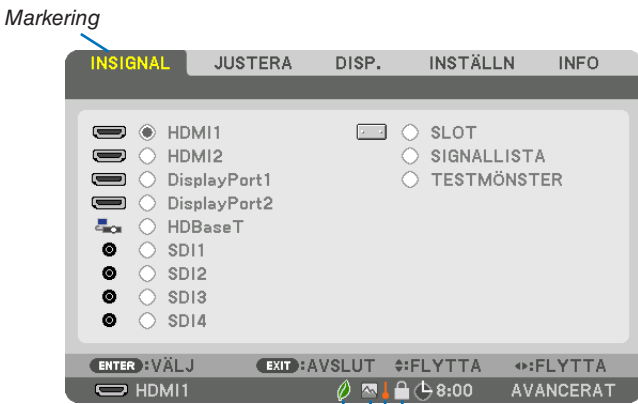 Markering
INSIGNAL JUSTERA DISP. INSTÄLLN INFO
HDMI1
HDMI2
DisplayPort1
DisplayPort2
HDBaseT
SDI1
SDI2
SDI3
SDI4
SLOT
SIGNALLISTA
TESTMÖNSTER
ENTER :VÄLJ EXIT :AVSLUT :FLYTTA :FLYTTA
HDMI1 8:00 AVANCERAT